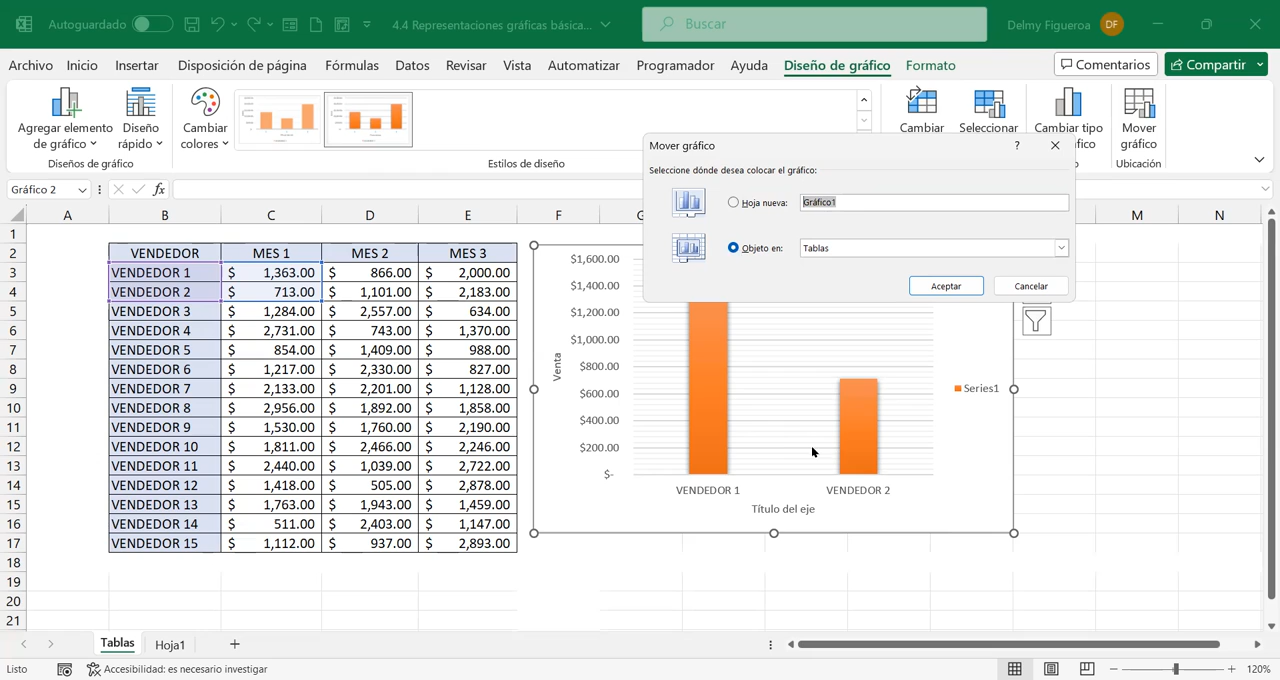 Autoguardado
4.4 Representaciones gráficas básica...
Buscar
Delmy Figueroa
DF
Archivo Inicio Insertar Disposición de página Fórmulas Datos Revisar Vista Automatizar Programador Ayuda Diseño de gráfico Formato
Comentarios
Compartir
Agregar elemento
de gráfico
Diseño
rápido
Cambiar
colores
Cambiar
Seleccionar
Cambiar tipo
Mover
gráfico
Diseños de gráfico
Estilos de diseño
Ubicación
Mover gráfico
?
Seleccione dónde desea colocar el gráfico:
Hoja nueva: Gráfico1
Objeto en: Tablas
Aceptar Cancelar
Gráfico 2
fx
A B C D E F G M N
1
2 VENDEDOR MES 1 MES 2 MES 3
3 VENDEDOR 1 $ 1,363.00 $ 866.00 $ 2,000.00
4 VENDEDOR 2 $ 713.00 $ 1,101.00 $ 2,183.00
5 VENDEDOR 3 $ 1,284.00 $ 2,557.00 $ 634.00
6 VENDEDOR 4 $ 2,731.00 $ 743.00 $ 1,370.00
7 VENDEDOR 5 $ 854.00 $ 1,409.00 $ 988.00
8 VENDEDOR 6 $ 1,217.00 $ 2,330.00 $ 827.00
9 VENDEDOR 7 $ 2,133.00 $ 2,201.00 $ 1,128.00
10 VENDEDOR 8 $ 2,956.00 $ 1,892.00 $ 1,858.00
11 VENDEDOR 9 $ 1,530.00 $ 1,760.00 $ 2,190.00
12 VENDEDOR 10 $ 1,811.00 $ 2,466.00 $ 2,246.00
13 VENDEDOR 11 $ 2,440.00 $ 1,039.00 $ 2,722.00
14 VENDEDOR 12 $ 1,418.00 $ 505.00 $ 2,878.00
15 VENDEDOR 13 $ 1,763.00 $ 1,943.00 $ 1,459.00
16 VENDEDOR 14 $ 511.00 $ 2,403.00 $ 1,147.00
17 VENDEDOR 15 $ 1,112.00 $ 937.00 $ 2,893.00
18
19
20
21
$1,600.00
$1,400.00
$1,200.00
$1,000.00
$800.00
$600.00
$400.00
$200.00
$-
Venta
VENDEDOR 1 VENDEDOR 2
Título del eje
Series1
Tablas Hoja1
Listo
Accesibilidad: es necesario investigar
120%